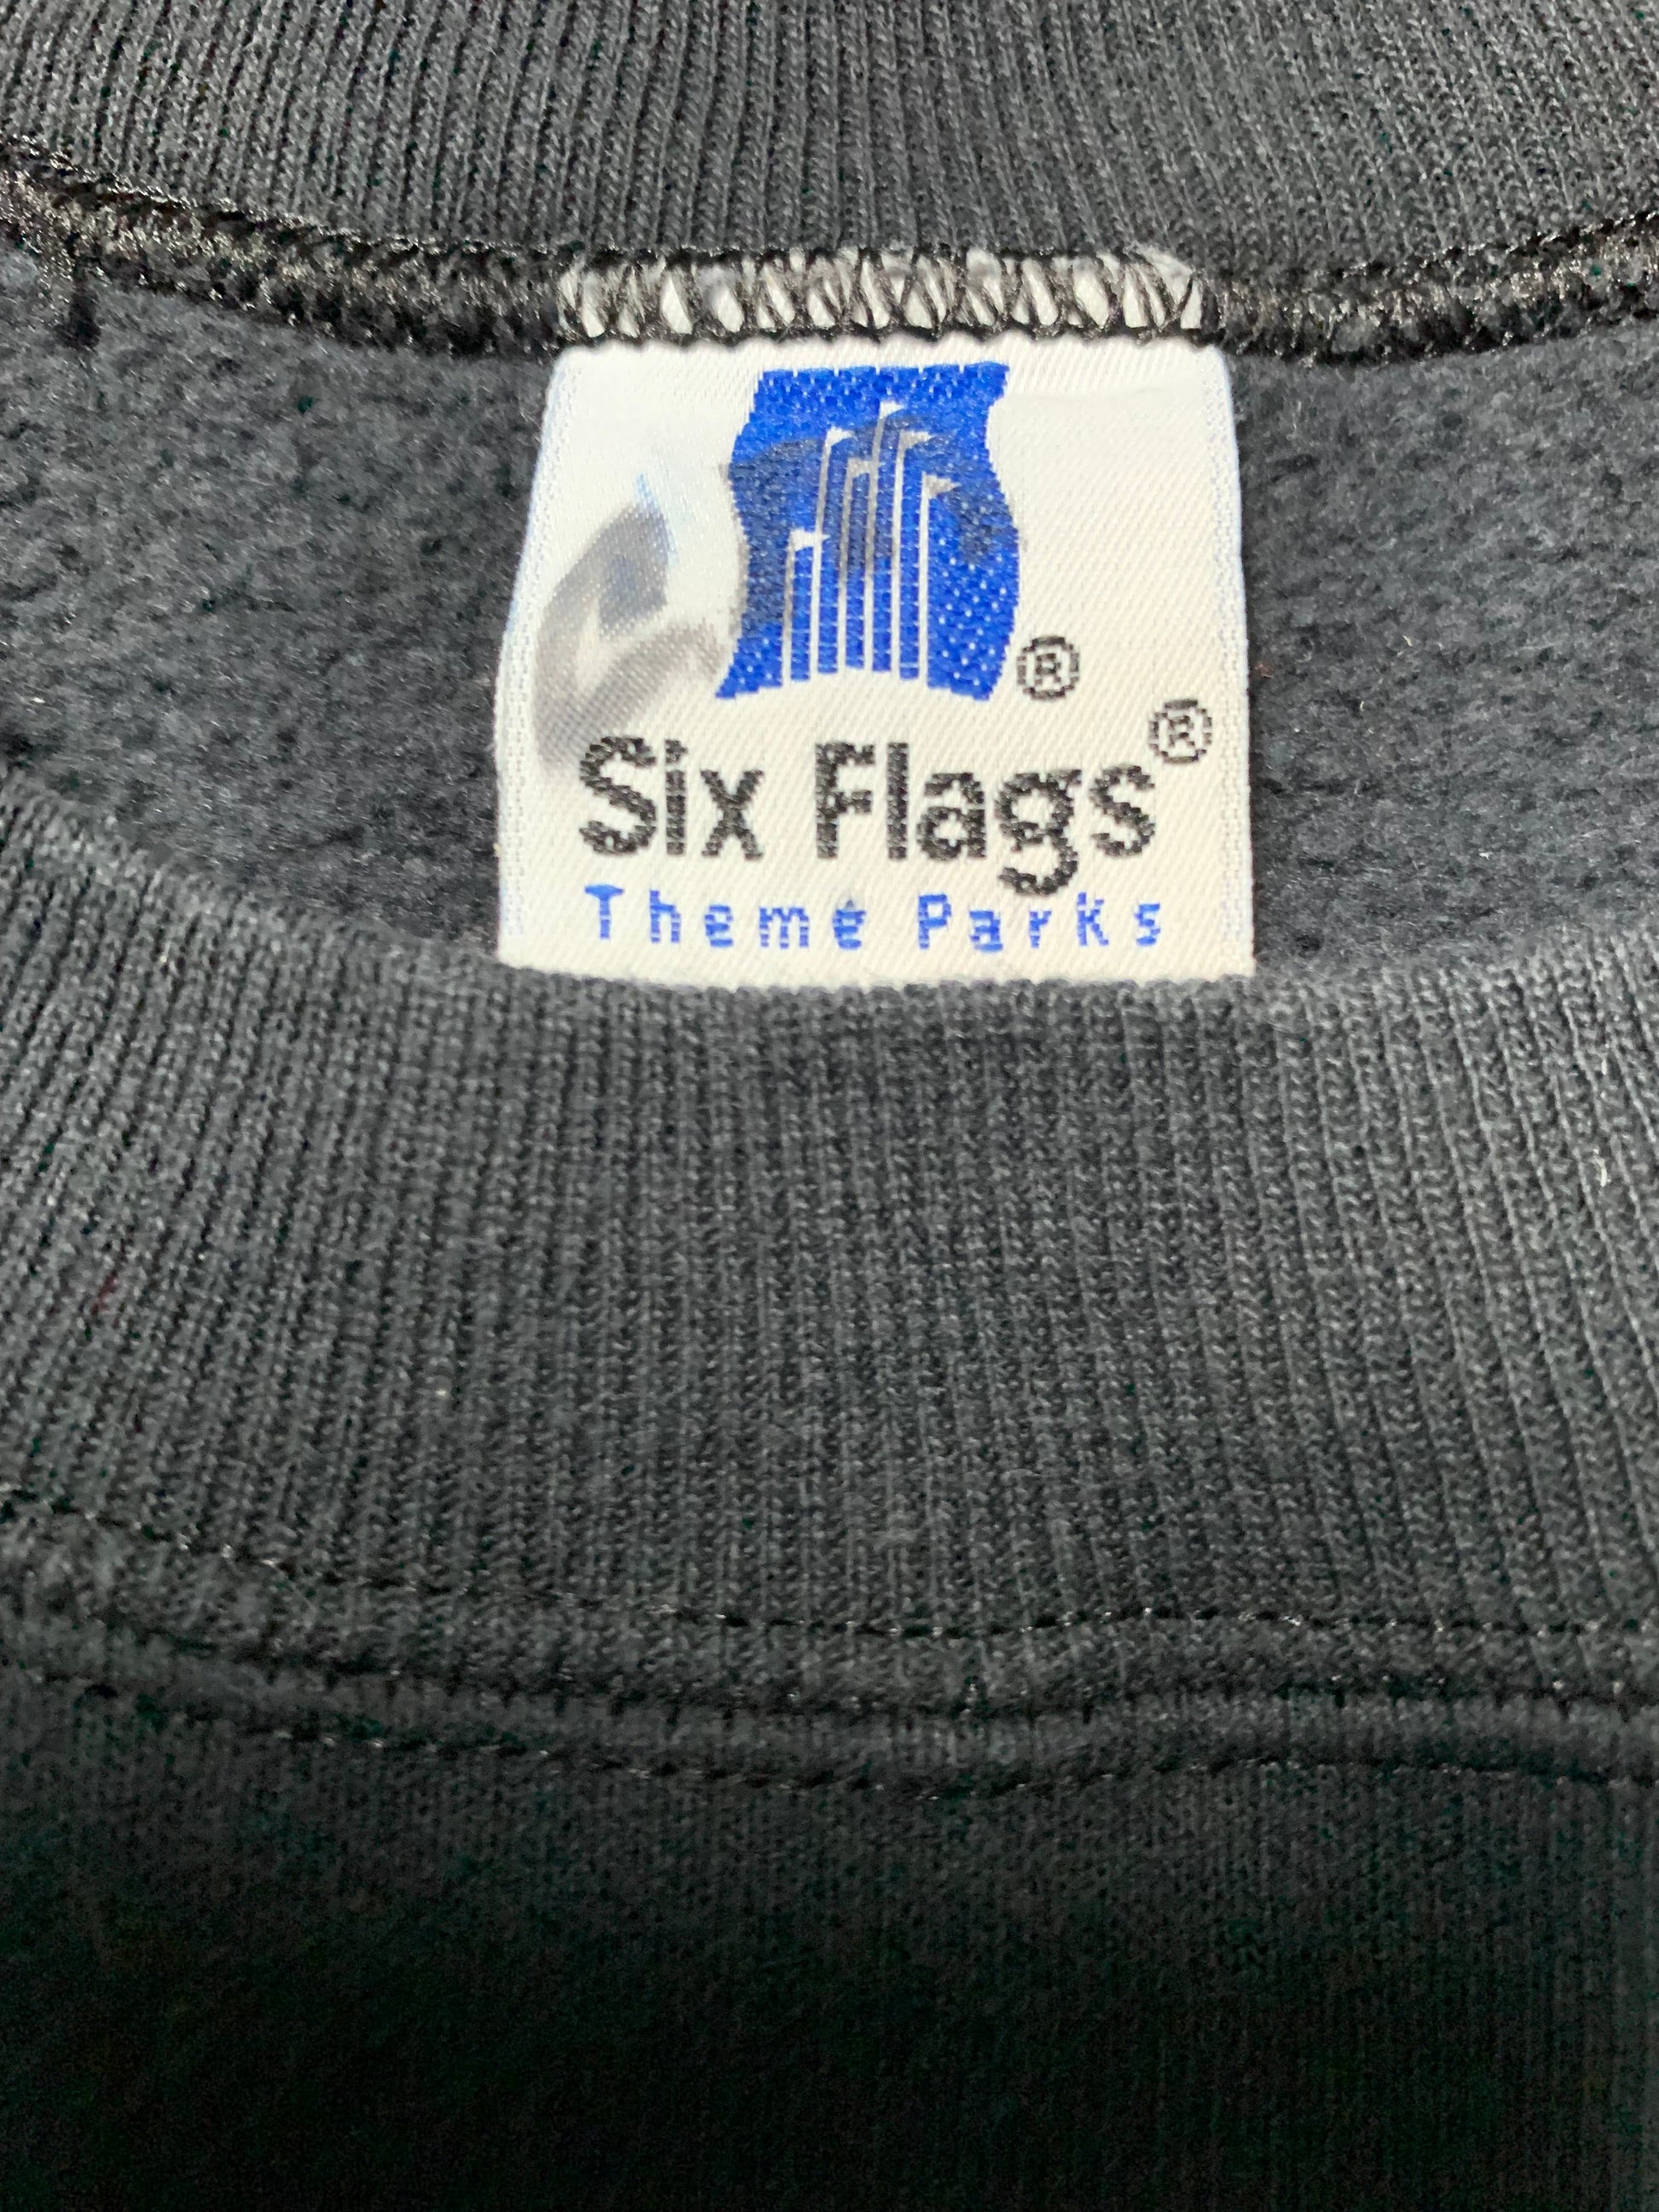 ®
Six Flags®
Theme Parks